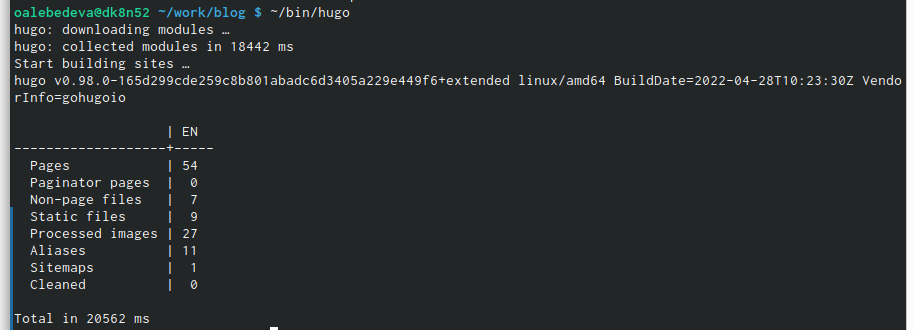 oalebedeva@dk8n52 ~/work/blog $ ~/bin/hugo
hugo: downloading modules …
hugo: collected modules in 18442 ms
Start building sites …
hugo v0.98.0-165d299cde259c8b801abadc6d3405a229e449f6+extended linux/amd64 BuildDate=2022-04-28T10:23:30Z Vendo
rInfo=gohugoio
                   | EN
-------------------+-----
  Pages            | 54
  Paginator pages  |  0
  Non-page files   |  7
  Static files     |  9
  Processed images | 27
  Aliases          | 11
  Sitemaps         |  1
  Cleaned          |  0
Total in 20562 ms